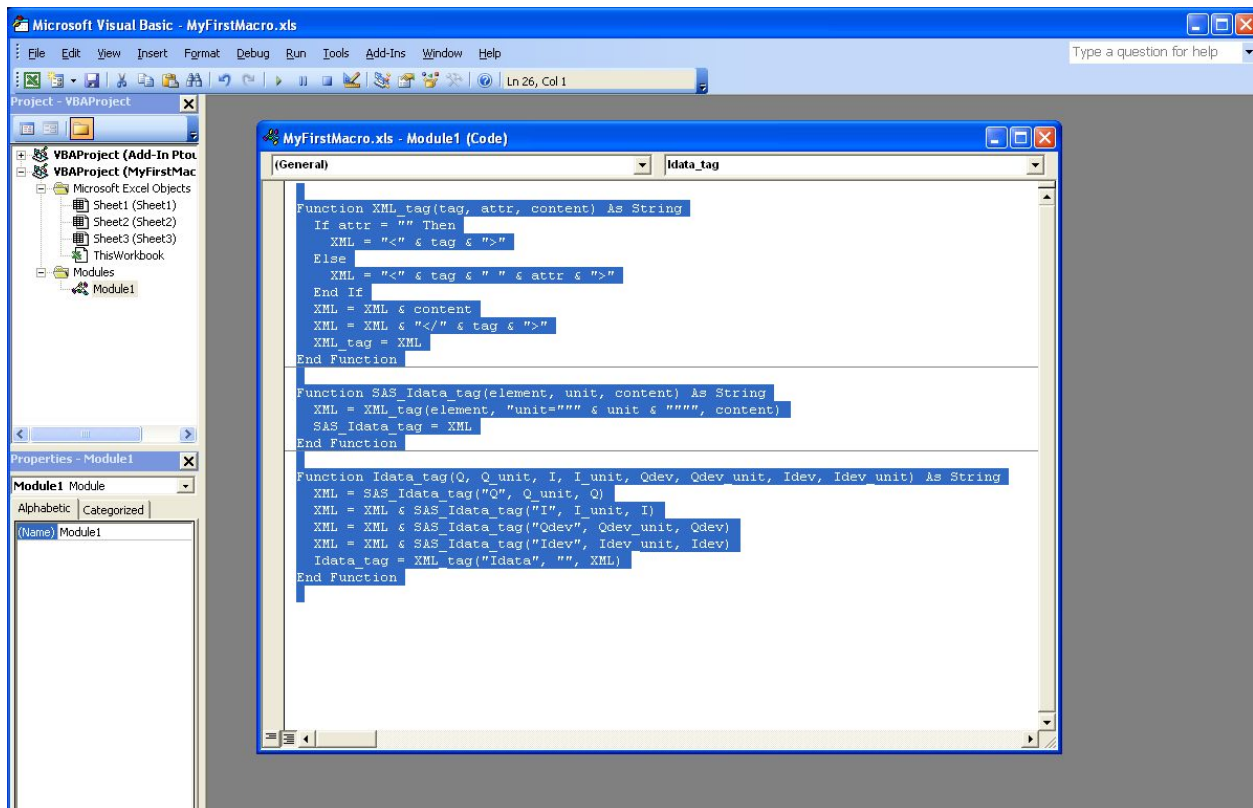 Microsoft Visual Basic - MyFirstMacro.xls
File Edit View Insert Format Debug Run Tools Add-Ins Window Help
Type a question for help
Ln 26, Col 1
Project - VBAProject
VBAProject (Add-In Ptou
VBAProject (MyFirstMac
Microsoft Excel Objects
Sheet1 (Sheet1)
Sheet2 (Sheet2)
Sheet3 (Sheet3)
ThisWorkbook
Modules
Module1
Properties - Module1
Module1 Module
Alphabetic Categorized
(Name) Module1
MyFirstMacro.xls - Module1 (Code)
(General) Idata_tag
Function XML_tag(tag, attr, content) As String
If attr = "" Then
XML = "<" & tag & ">"
Else
XML = "<" & tag & " " & attr & ">"
End If
XML = XML & content
XML = XML & "</" & tag & ">"
XML_tag = XML
End Function
Function SAS_Idata_tag(element, unit, content) As String
XML = XML_tag(element, "unit=""" & unit & """", content)
SAS_Idata_tag = XML
End Function
Function Idata_tag(Q, Q_unit, I, I_unit, Qdev, Qdev_unit, Idev, Idev_unit) As String
XML = SAS_Idata_tag("Q", Q_unit, Q)
XML = XML & SAS_Idata_tag("I", I_unit, I)
XML = XML & SAS_Idata_tag("Qdev", Qdev_unit, Qdev)
XML = XML & SAS_Idata_tag("Idev", Idev_unit, Idev)
Idata_tag = XML_tag("Idata", "", XML)
End Function